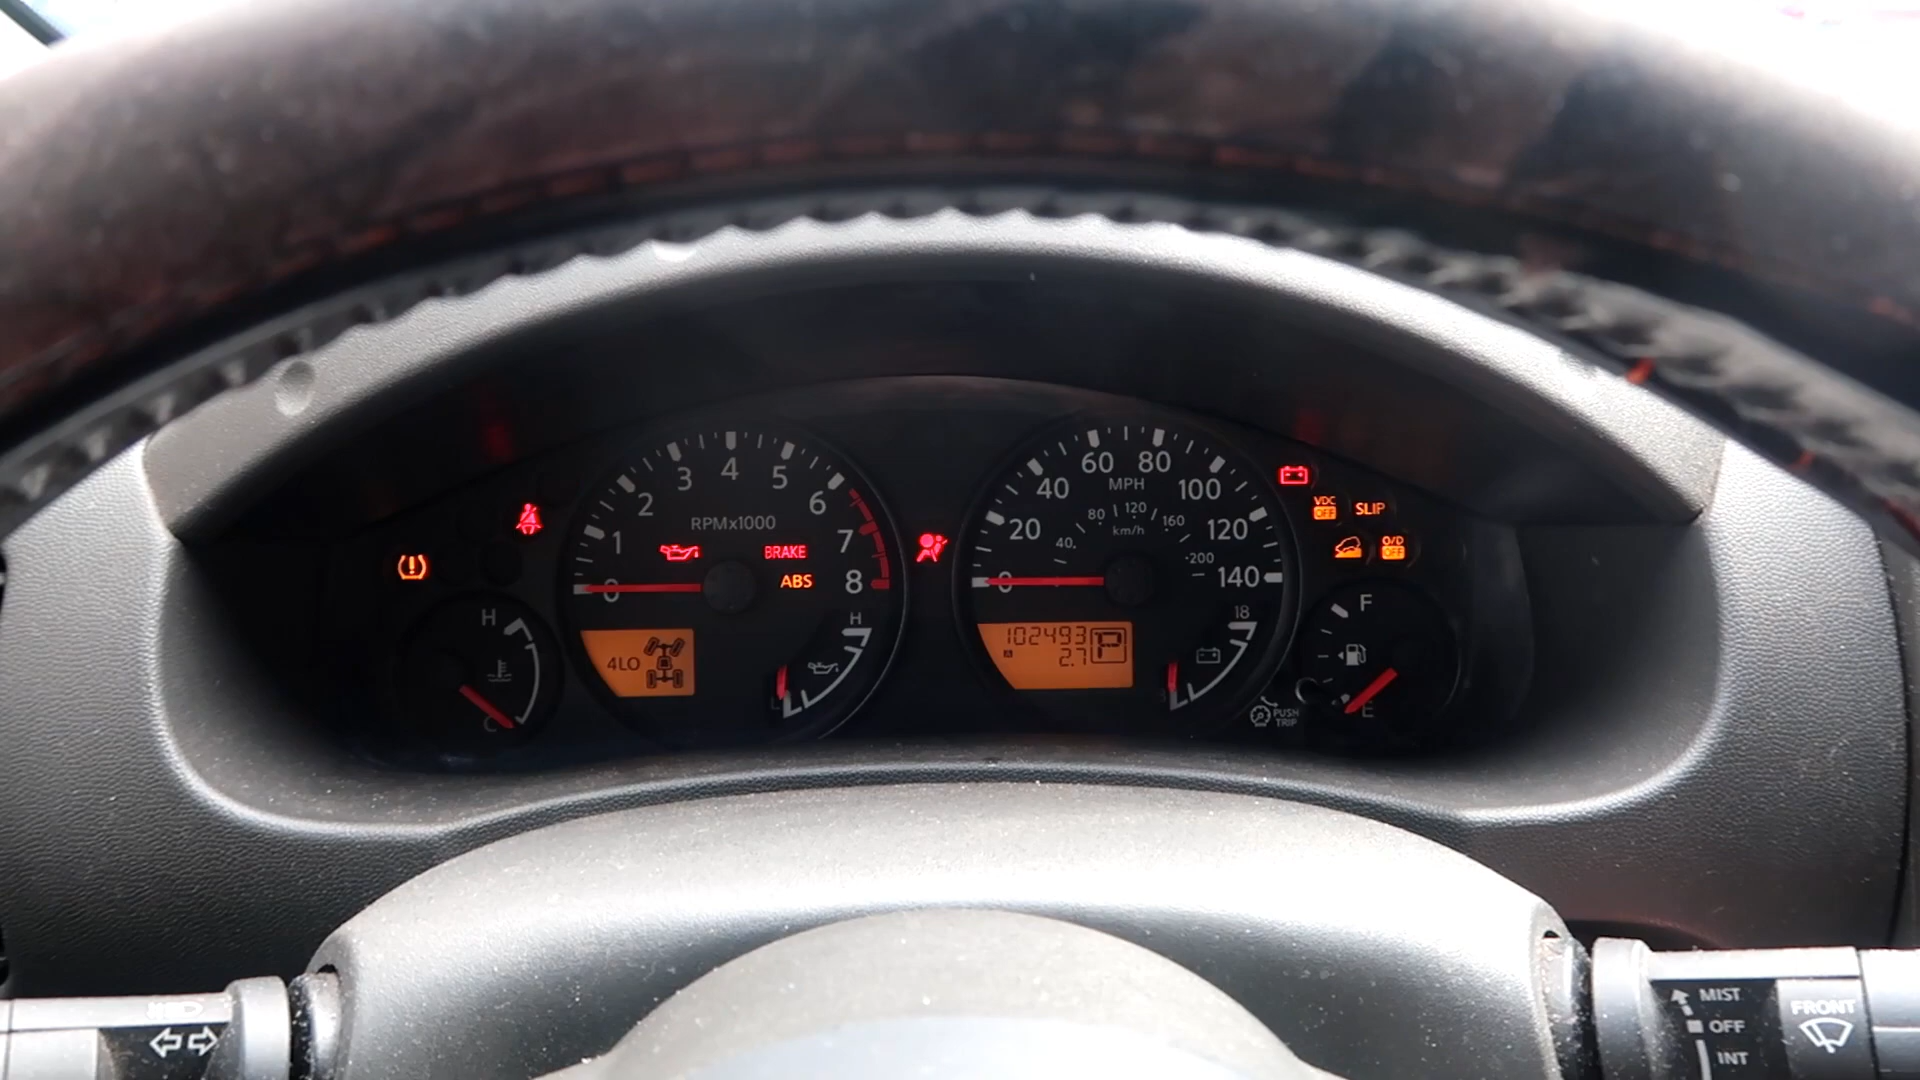 1 2 3 4 5 6 7 8
0
RPMx1000
BRAKE
ABS
4LO
H
C
H
L
0 20 40 60 80 100 120 140
MPH
40 80 120 160 200
km/h
102493
A 2.7
P
18
8
VDC
OFF
SLIP
O/D
OFF
F
E
PUSH
TRIP
MIST
OFF
INT
FRONT